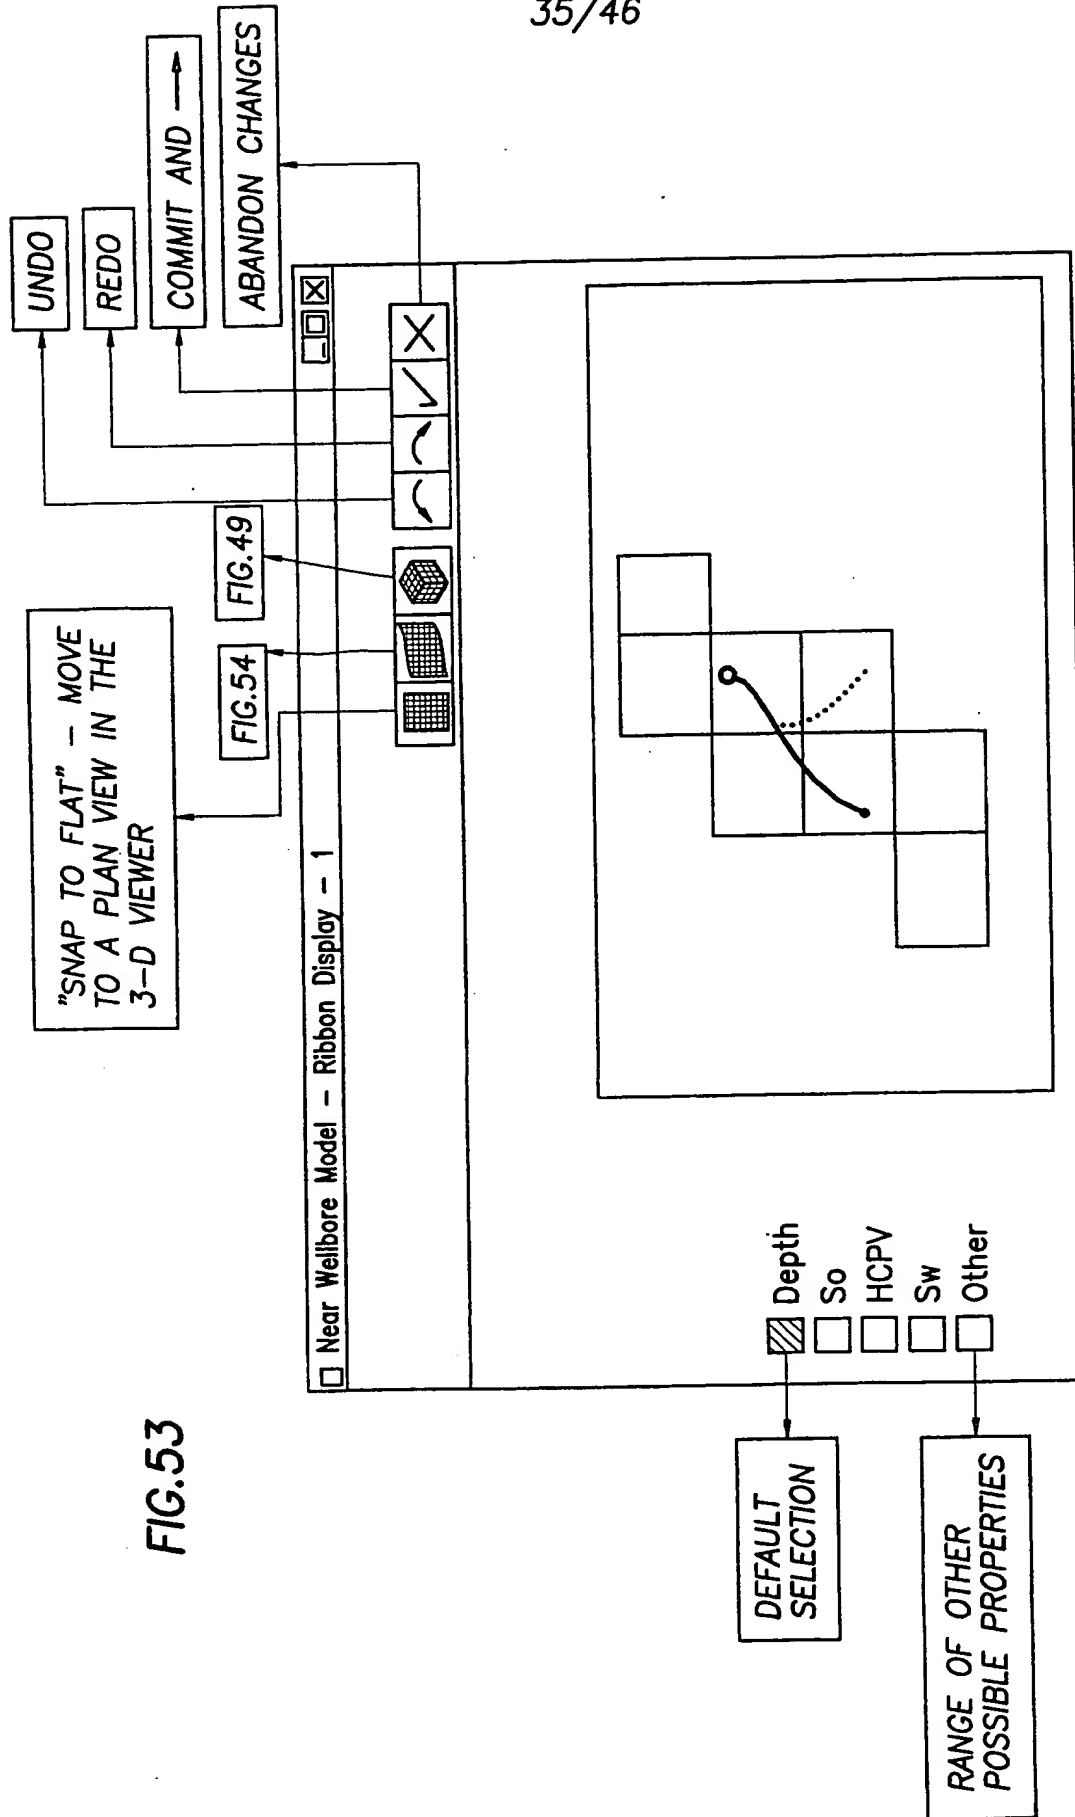 35/46
FIG.53
"SNAP TO FLAT" – MOVE
TO A PLAN VIEW IN THE
3–D VIEWER
FIG.54
FIG.49
UNDO
REDO
COMMIT AND
ABANDON CHANGES
Near Wellbore Model – Ribbon Display – 1
DEFAULT
SELECTION
Depth
So
HCPV
Sw
Other
RANGE OF OTHER
POSSIBLE PROPERTIES